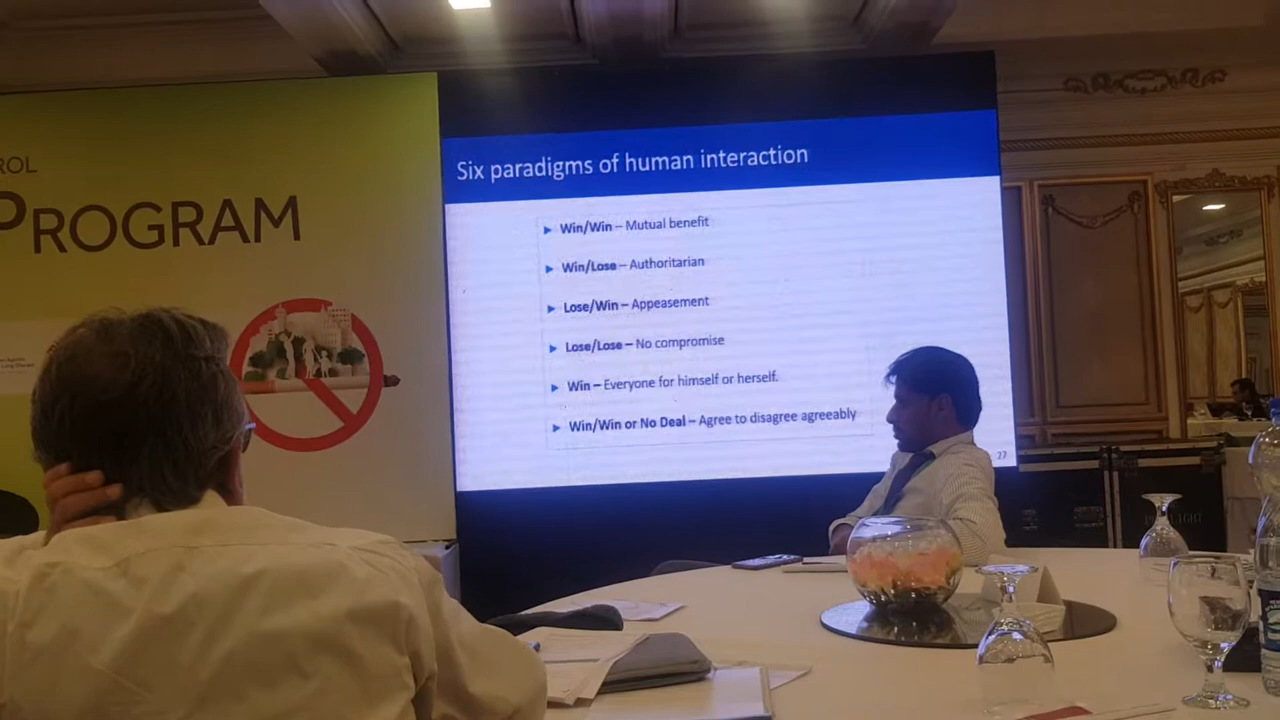 ROL
PROGRAM
Six paradigms of human interaction
Win/Win – Mutual benefit
Win/Lose – Authoritarian
Lose/Win – Appeasement
Lose/Lose – No compromise
Win – Everyone for himself or herself.
Win/Win or No Deal – Agree to disagree agreeably
27